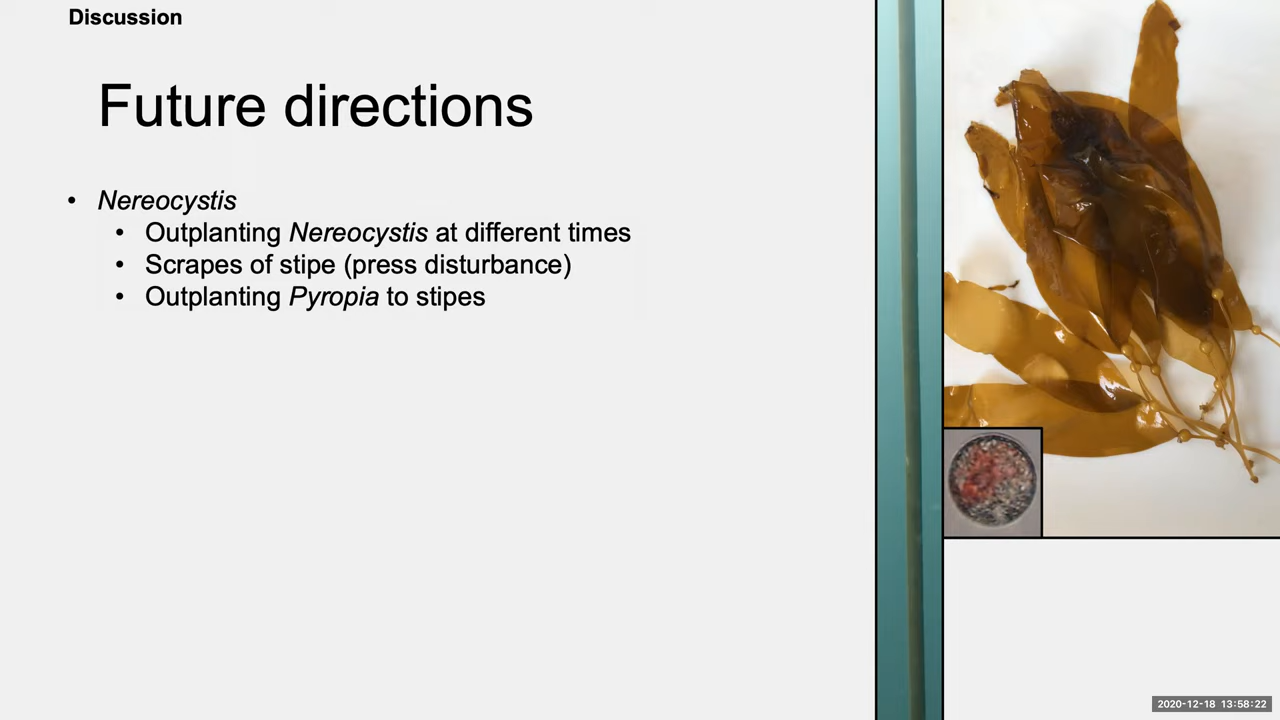 Discussion
Future directions
• Nereocystis
• Outplanting Nereocystis at different times
• Scrapes of stipe (press disturbance)
• Outplanting Pyropia to stipes
2020-12-18 13:58:22